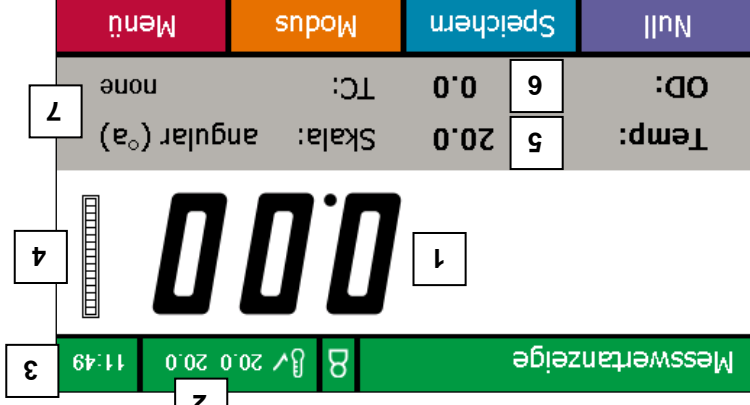 2
Messwertanzeige 20.0 20.0 11:49 3
1 0.00 4
Temp: 5 20.0 Skala: angular (°a)
7
OD: 6 0.0 TC: none
Null Speichern Modus Menü